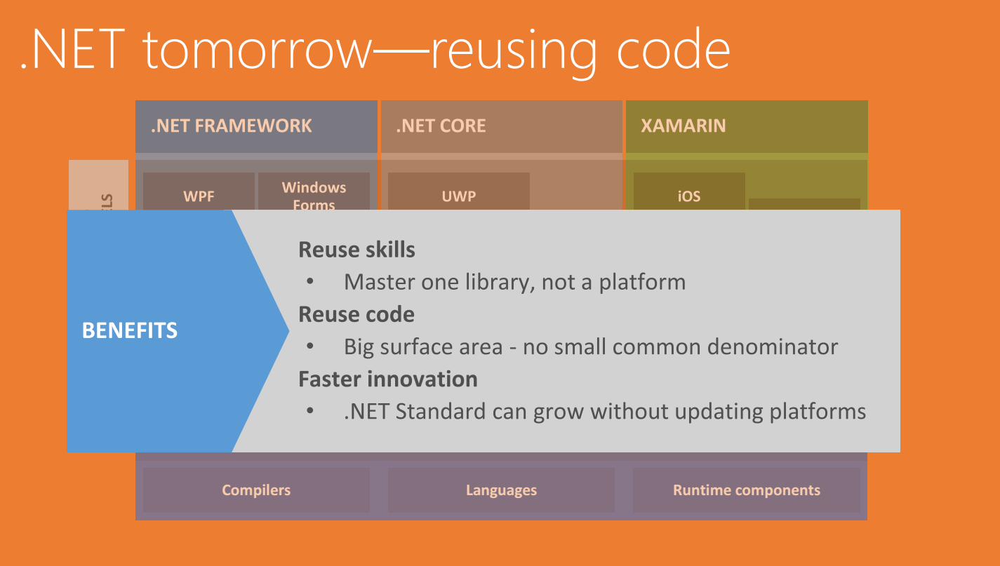 .NET tomorrow—reusing code
.NET FRAMEWORK
.NET CORE
XAMARIN
WPF
Windows
Forms
UWP
iOS
BENEFITS
Reuse skills
• Master one library, not a platform
Reuse code
• Big surface area - no small common denominator
Faster innovation
• .NET Standard can grow without updating platforms
Compilers
Languages
Runtime components